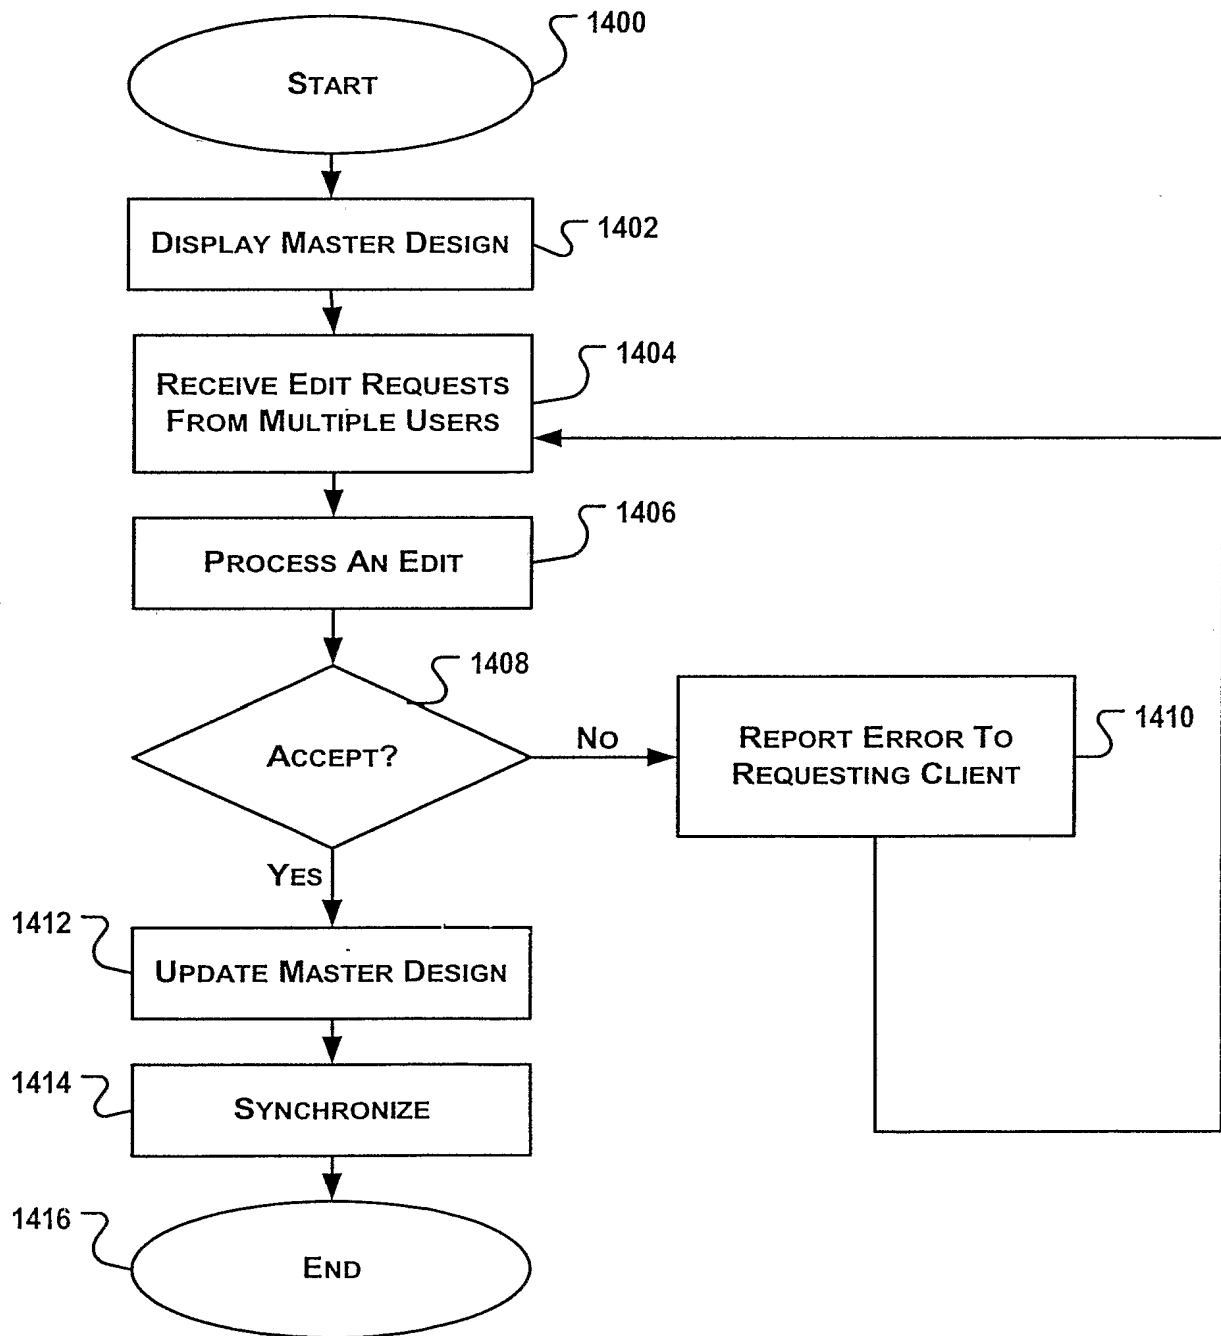 1400
START
DISPLAY MASTER DESIGN
1402
1404
RECEIVE EDIT REQUESTS
FROM MULTIPLE USERS
1406
PROCESS AN EDIT
1408
ACCEPT?
NO
REPORT ERROR TO
REQUESTING CLIENT
1410
YES
1412
UPDATE MASTER DESIGN
1414
SYNCHRONIZE
1416
END